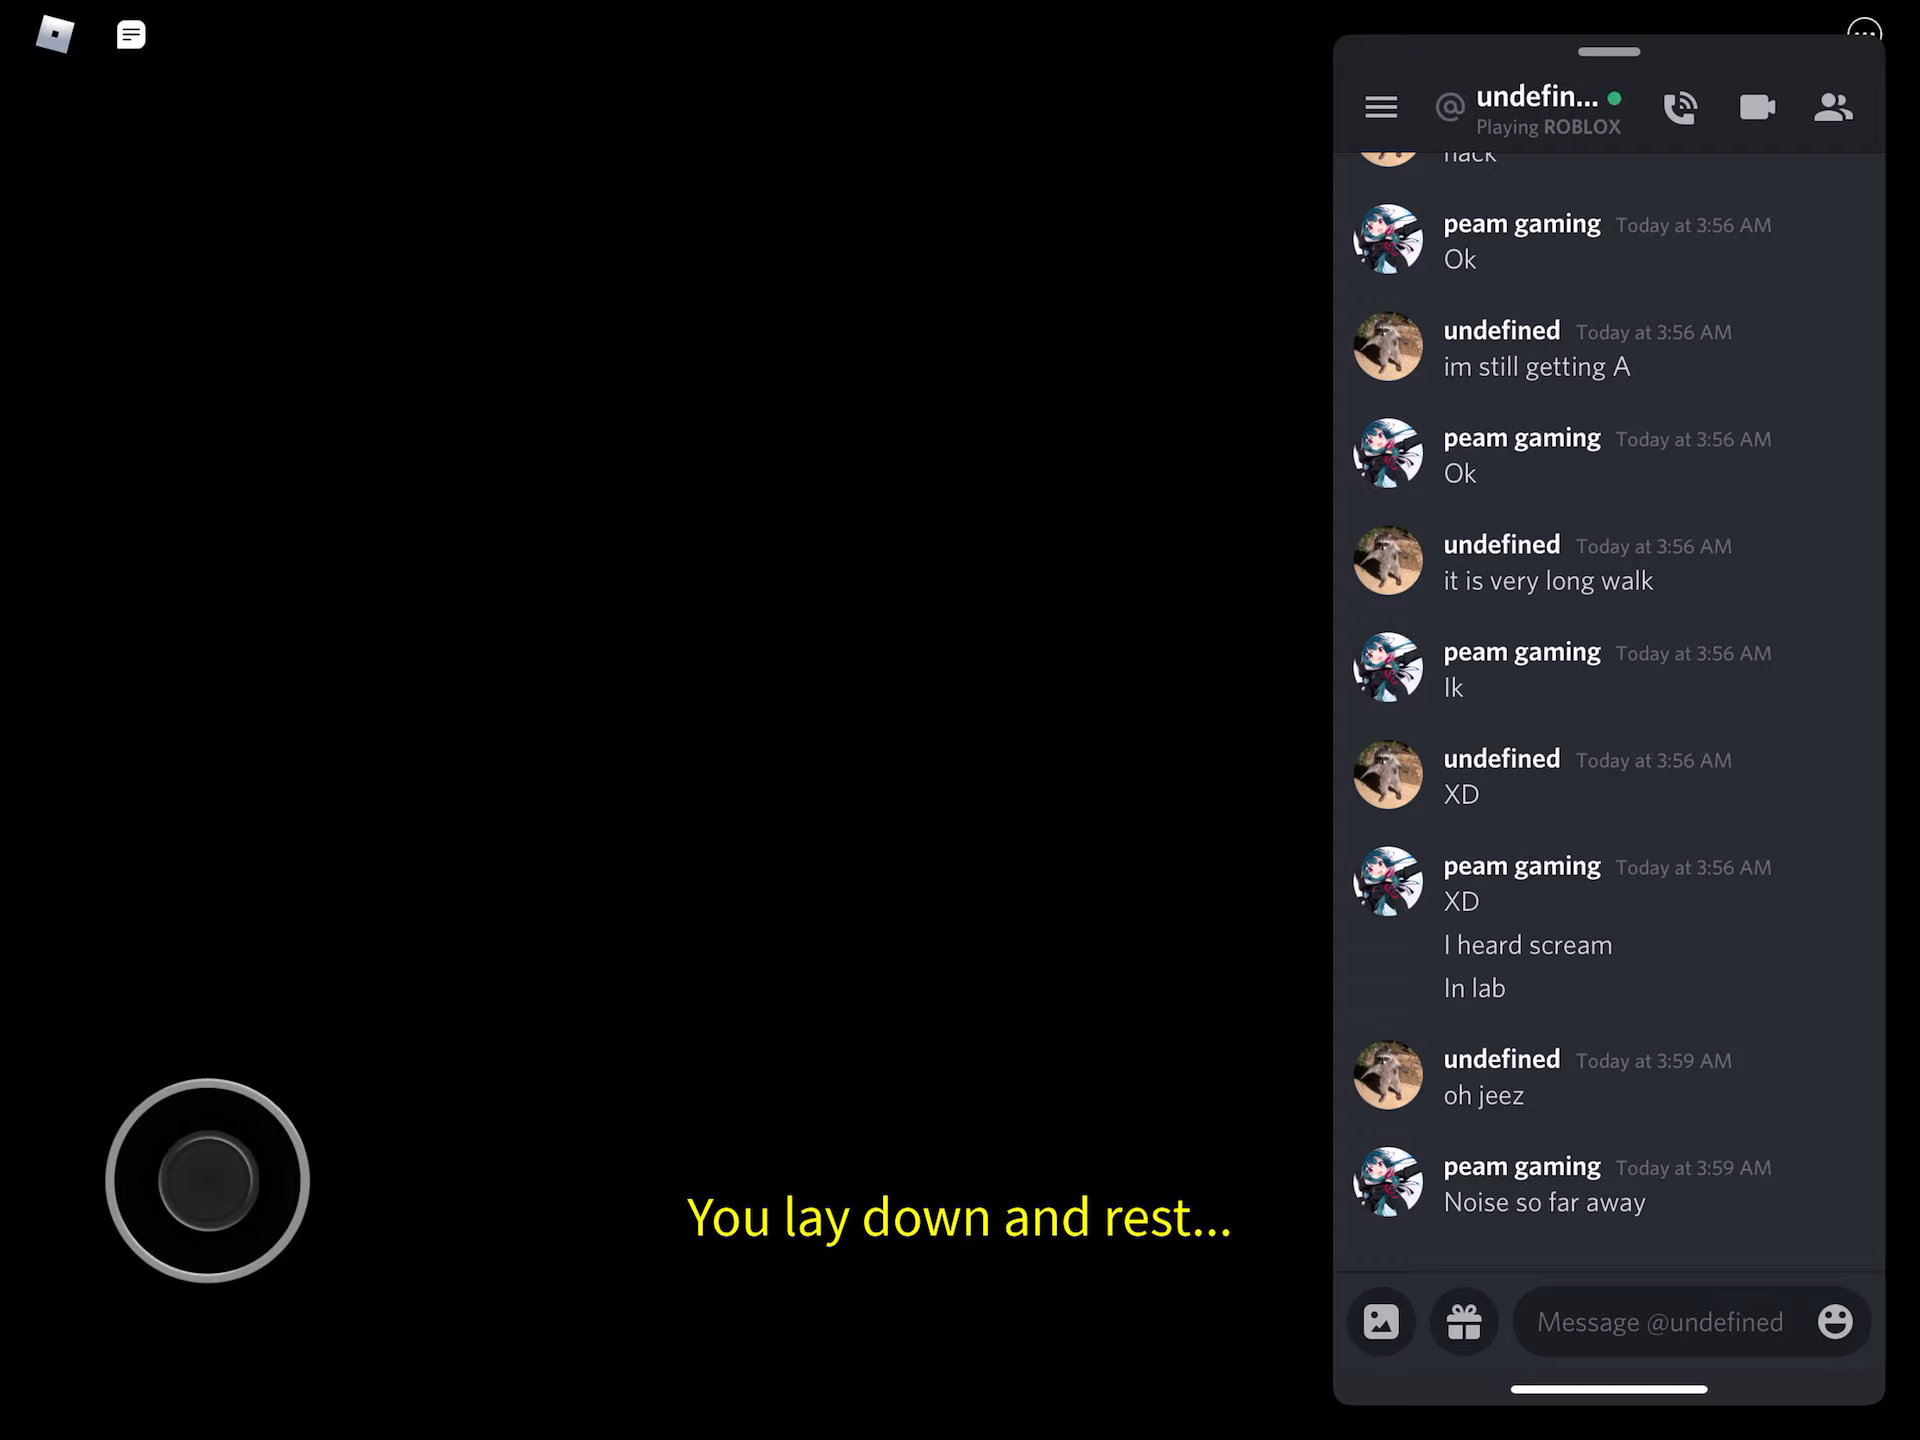 undefin...
Playing ROBLOX
hack
peam gaming Today at 3:56 AM
Ok
undefined Today at 3:56 AM
im still getting A
peam gaming Today at 3:56 AM
Ok
undefined Today at 3:56 AM
it is very long walk
peam gaming Today at 3:56 AM
Ik
undefined Today at 3:56 AM
XD
peam gaming Today at 3:56 AM
XD
I heard scream
In lab
undefined Today at 3:59 AM
oh jeez
peam gaming Today at 3:59 AM
Noise so far away
You lay down and rest...
Message @undefined